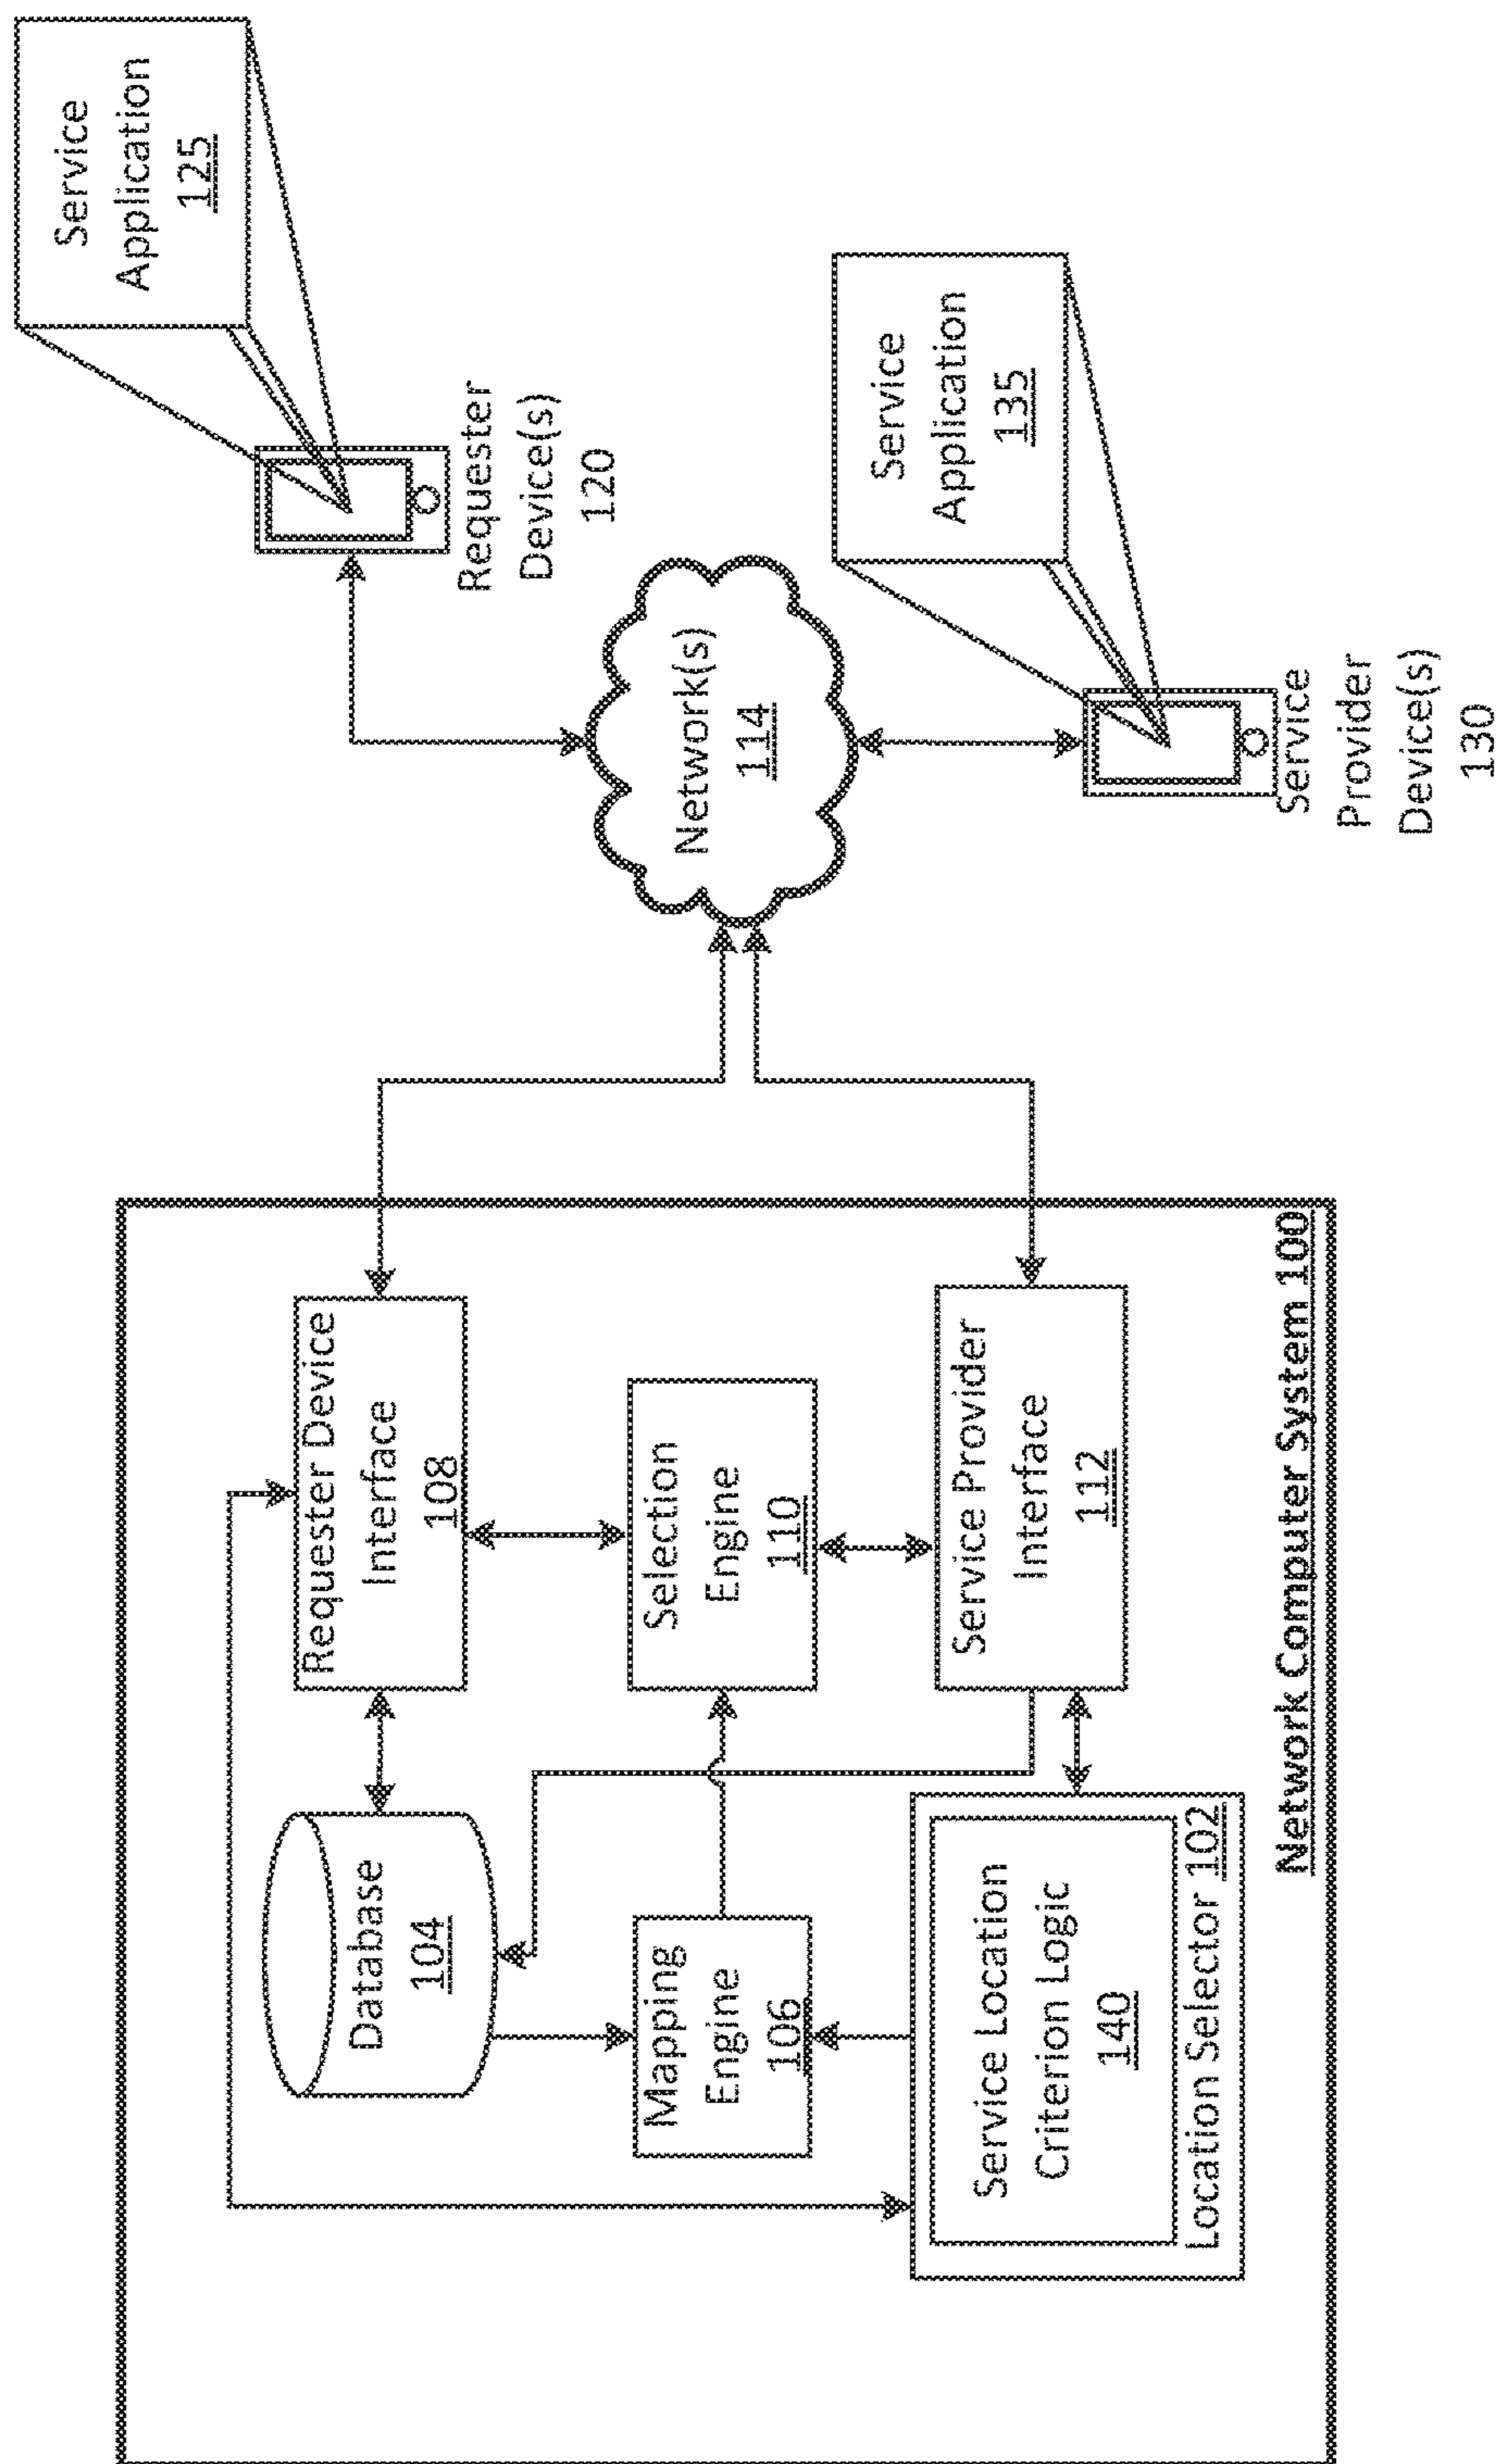 Database
104
Requester Device
Interface
108
Mapping
Engine
106
Selection
Engine
110
Service Location
Criterion Logic
140
Location Selector 102
Service Provider
Interface
112
Network Computer System 100
Network(s)
114
Service
Application
125
Requester
Device(s)
120
Service
Application
135
Service
Provider
Device(s)
130